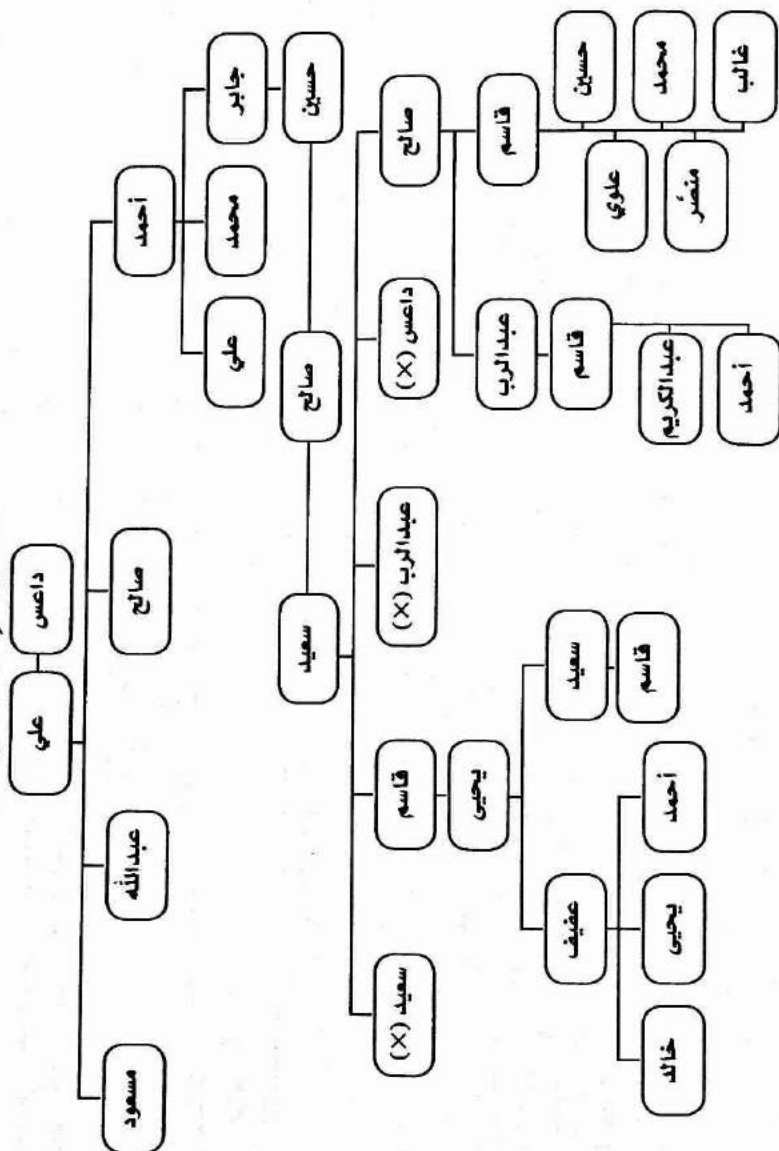 داعس
علي
أحمد
صالح
عبدالله
مسعود
جابر
محمد
علي
حسين
صالح
سعيد
صالح
داعس (X)
عبدالرب (X)
قاسم
سعيد (X)
قاسم
عبدالرب
يحيى
حسين
علوي
محمد
منصر
غالب
قاسم
عبدالكريم
أحمد
سعيد
عفيف
قاسم
أحمد
يحيى
خالد